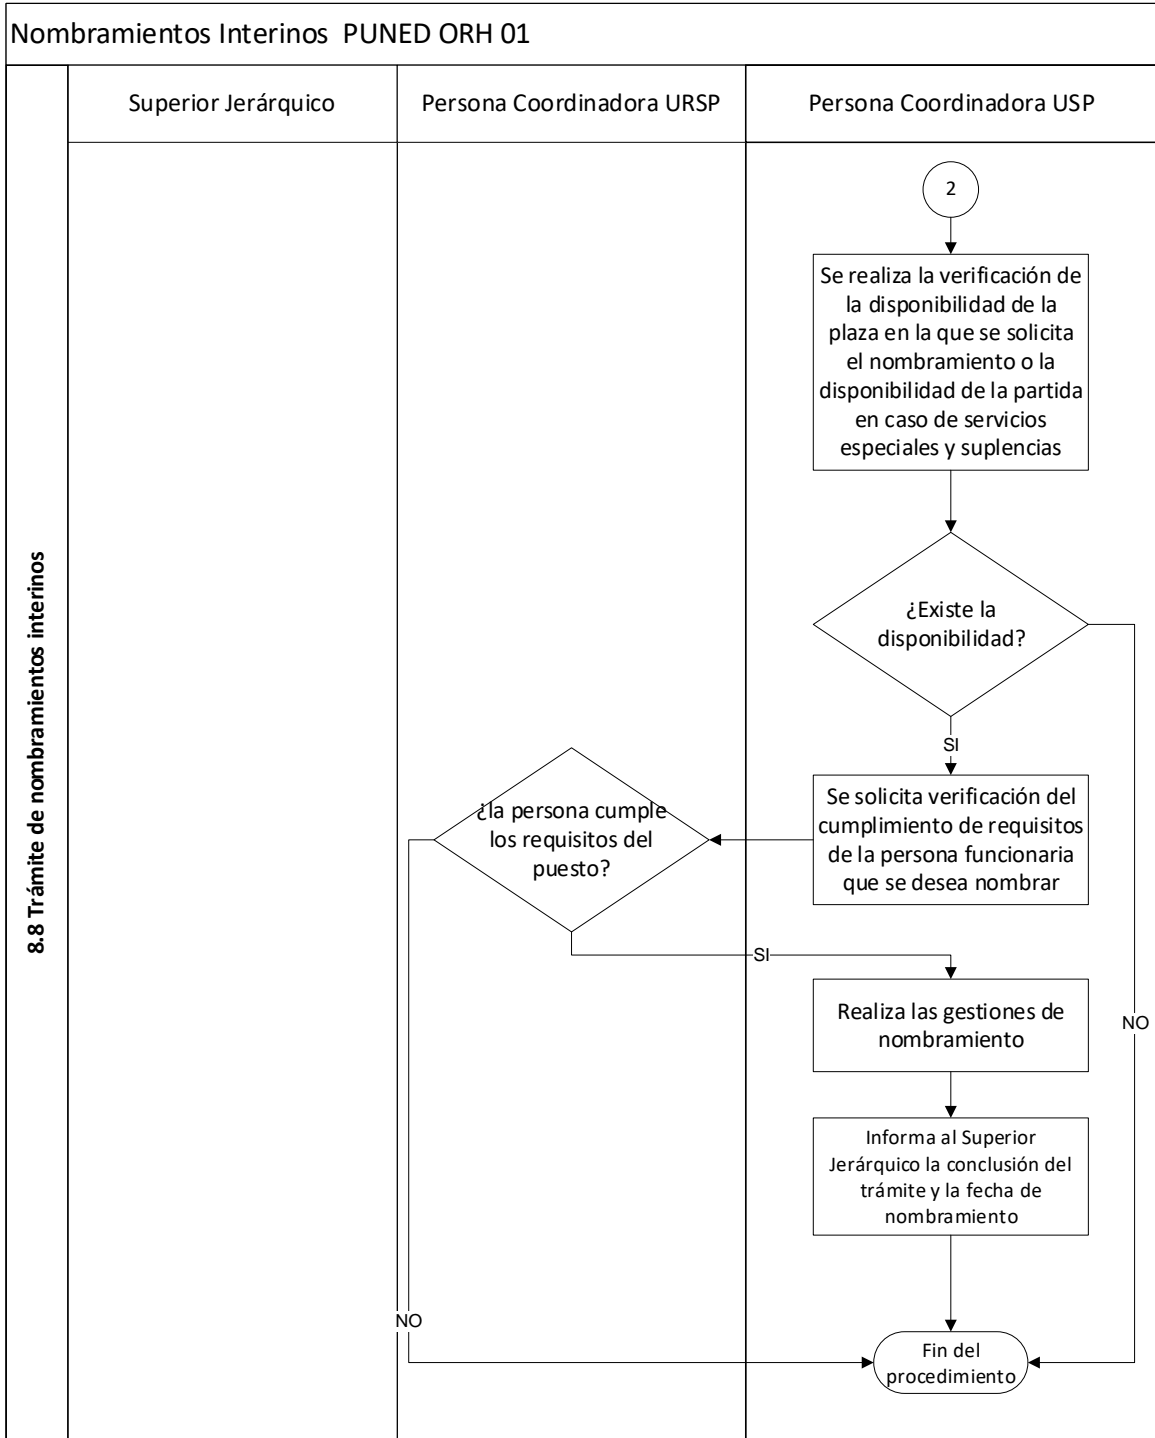 Nombramientos Interinos  PUNED ORH 01
Superior Jerárquico
Persona Coordinadora URSP
Persona Coordinadora USP
8.8 Trámite de nombramientos interinos
2
Se realiza la verificación de
la disponibilidad de la
plaza en la que se solicita
el nombramiento o la
disponibilidad de la partida
en caso de servicios
especiales y suplencias
¿Existe la
disponibilidad?
SI
Se solicita verificación del
cumplimiento de requisitos
de la persona funcionaria
que se desea nombrar
¿la persona cumple
los requisitos del
puesto?
SI
Realiza las gestiones de
nombramiento
NO
Informa al Superior
Jerárquico la conclusión del
trámite y la fecha de
nombramiento
NO
Fin del
procedimiento